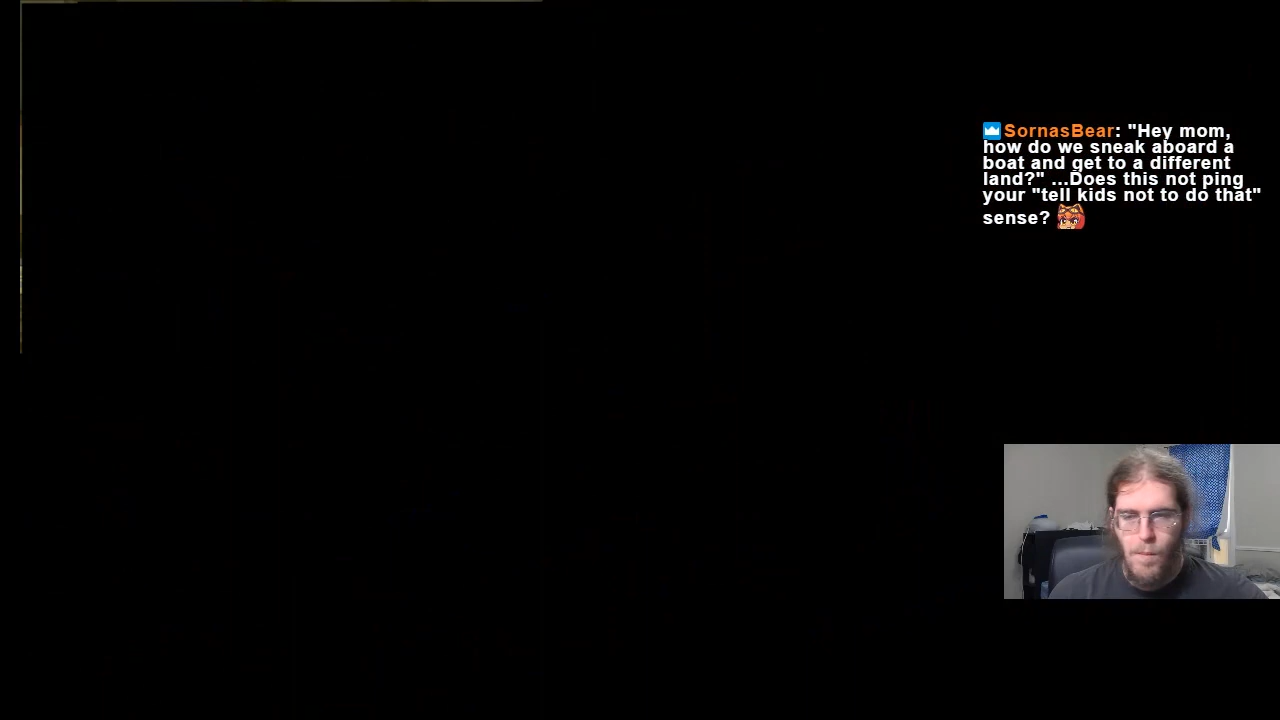 SornasBear: "Hey mom,
how do we sneak aboard a
boat and get to a different
land?" ...Does this not ping
your "tell kids not to do that"
sense?